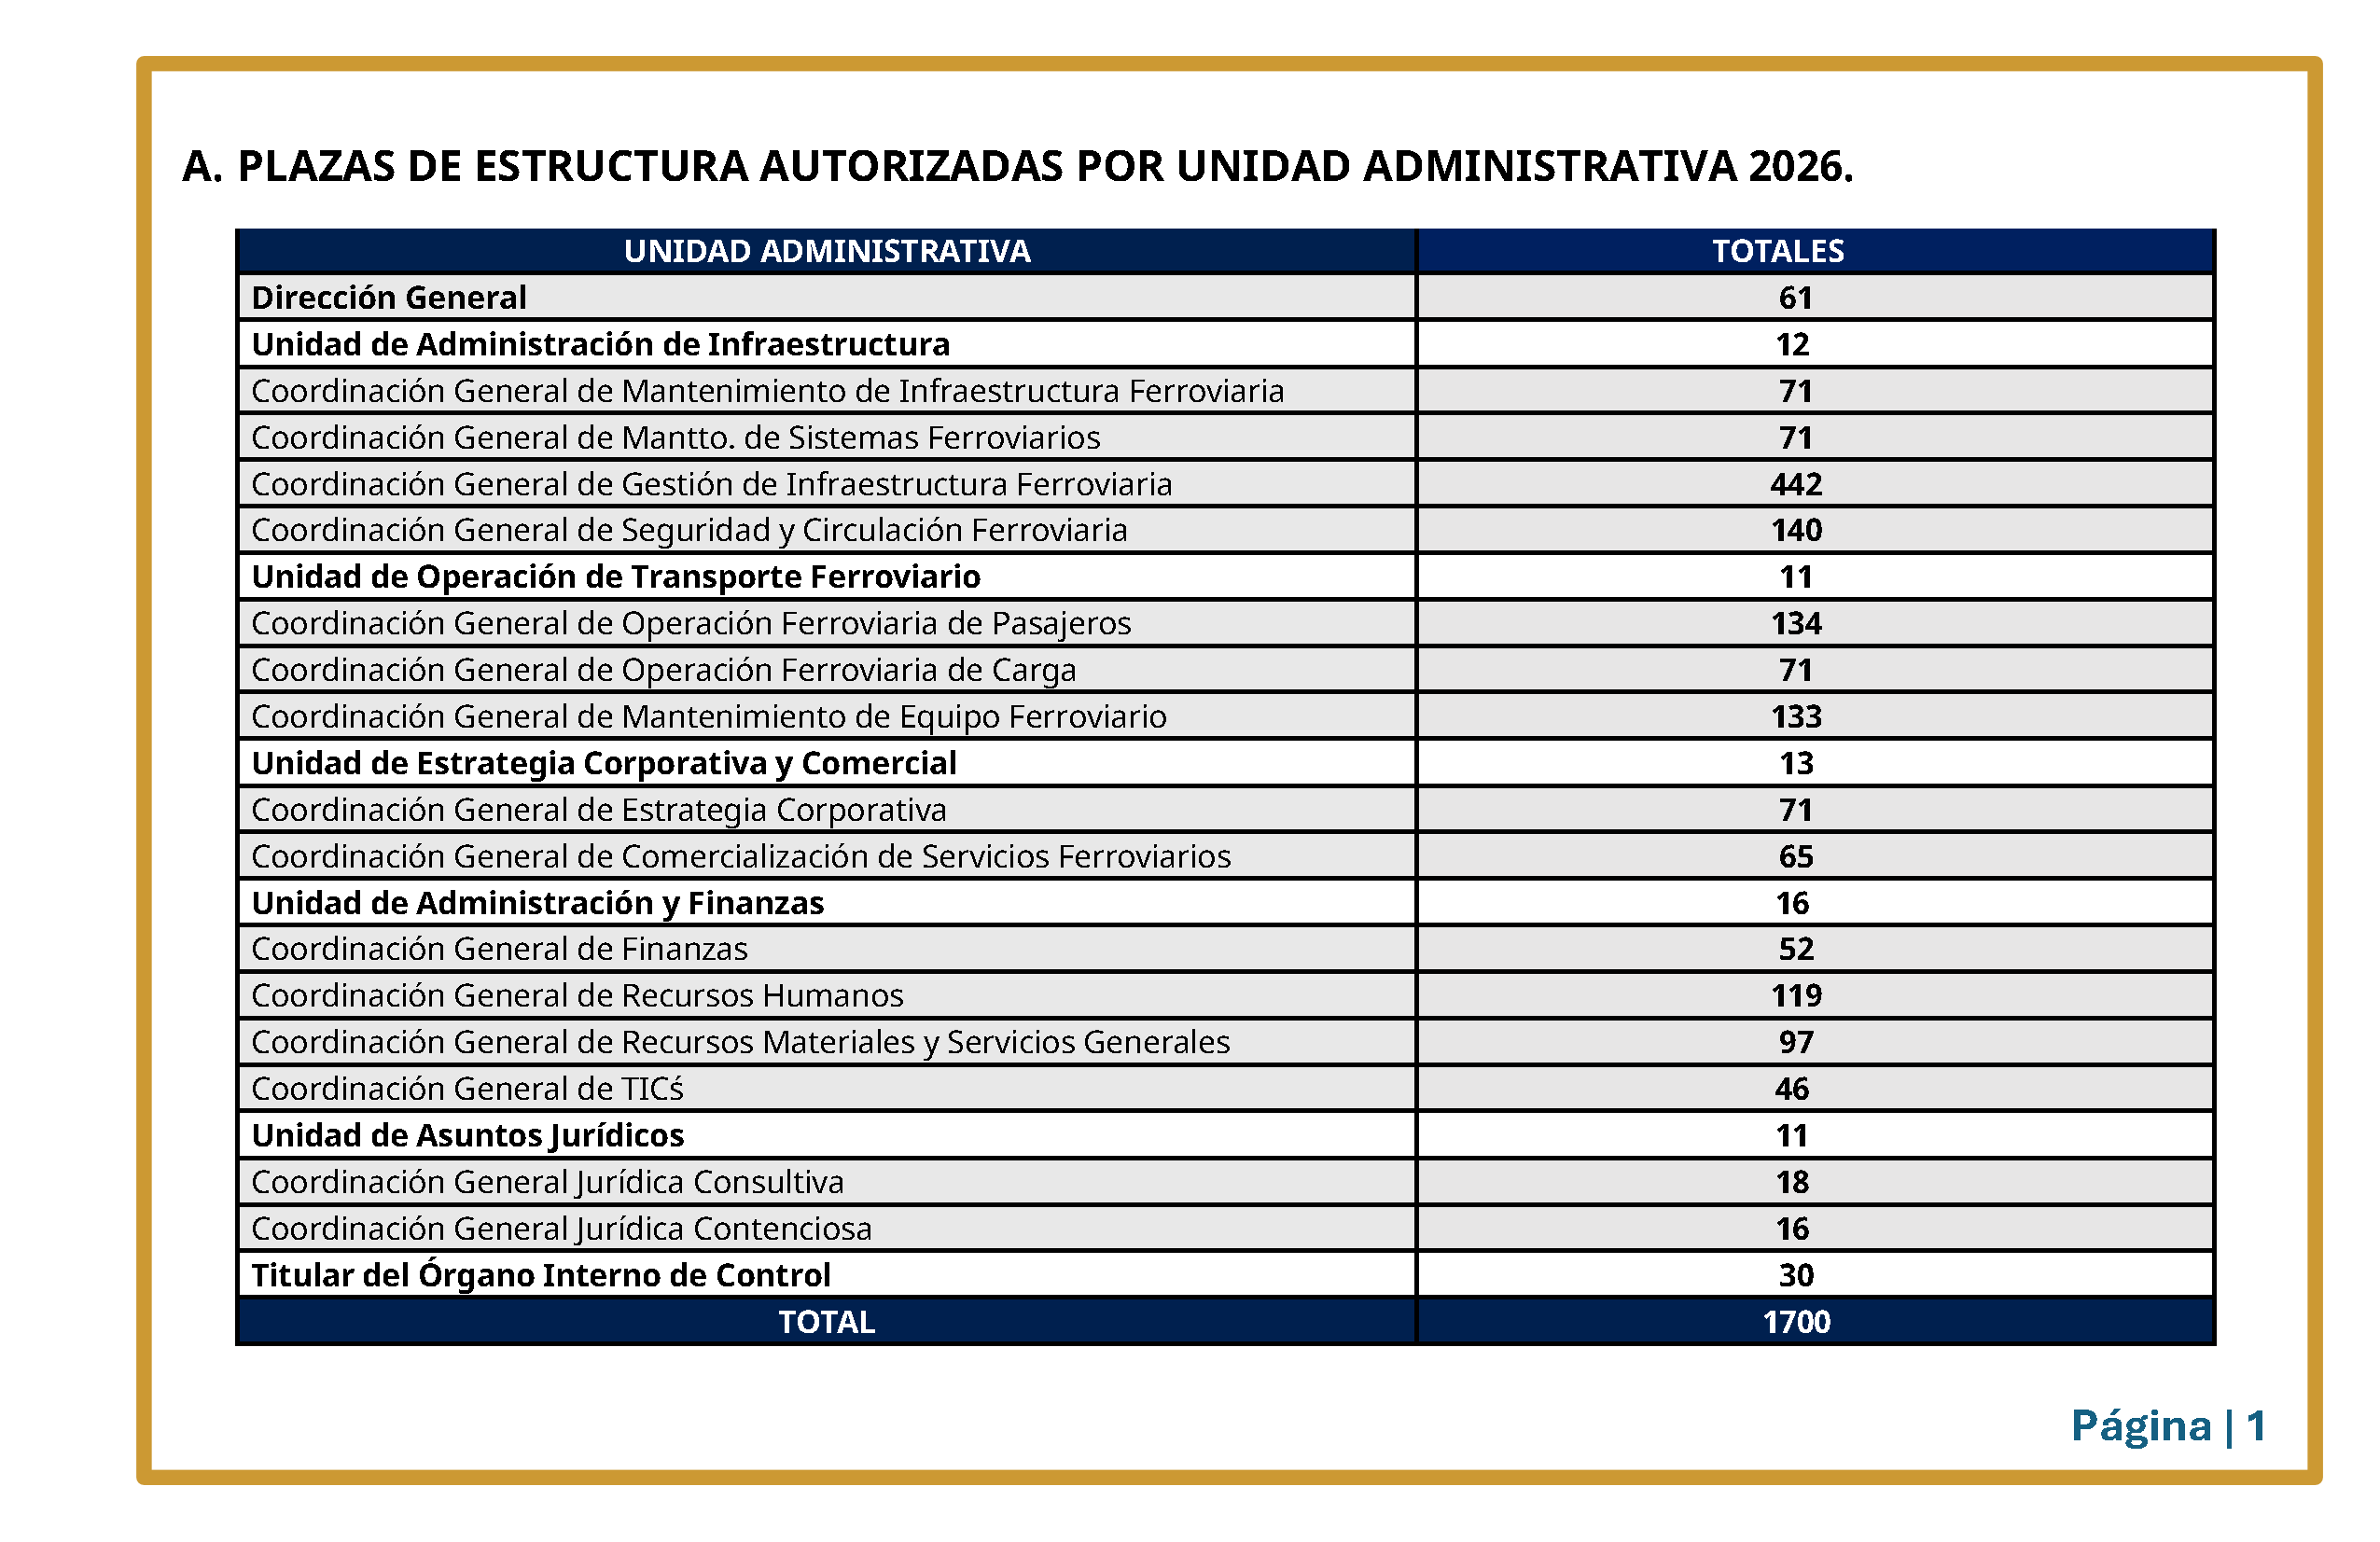 A. PLAZAS DE ESTRUCTURA AUTORIZADAS POR UNIDAD ADMINISTRATIVA 2026.
UNIDAD ADMINISTRATIVA TOTALES
Dirección General 61
Unidad de Administración de Infraestructura 12
Coordinación General de Mantenimiento de Infraestructura Ferroviaria 71
Coordinación General de Mantto. de Sistemas Ferroviarios 71
Coordinación General de Gestión de Infraestructura Ferroviaria 442
Coordinación General de Seguridad y Circulación Ferroviaria 140
Unidad de Operación de Transporte Ferroviario 11
Coordinación General de Operación Ferroviaria de Pasajeros 134
Coordinación General de Operación Ferroviaria de Carga 71
Coordinación General de Mantenimiento de Equipo Ferroviario 133
Unidad de Estrategia Corporativa y Comercial 13
Coordinación General de Estrategia Corporativa 71
Coordinación General de Comercialización de Servicios Ferroviarios 65
Unidad de Administración y Finanzas 16
Coordinación General de Finanzas 52
Coordinación General de Recursos Humanos 119
Coordinación General de Recursos Materiales y Servicios Generales 97
Coordinación General de TICś 46
Unidad de Asuntos Jurídicos 11
Coordinación General Jurídica Consultiva 18
Coordinación General Jurídica Contenciosa 16
Titular del Órgano Interno de Control 30
TOTAL 1700
Página | 1